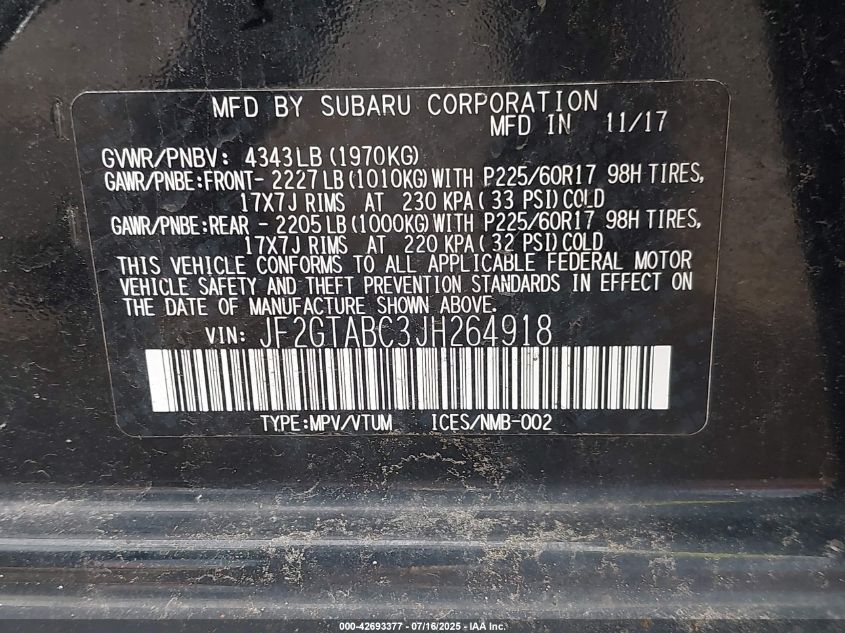 MFD BY SUBARU CORPORATION
MFD IN 11/17
GVWR/PNBV: 4343LB (1970KG)
GAWR/PNBE:FRONT- 2227LB(1010KG)WITH P225/60R17 98H TIRES,
17X7J RIMS AT 230 KPA( 33 PSI)COLD
GAWR/PNBE:REAR - 2205LB(1000KG)WITH P225/60R17 98H TIRES,
17X7J RIMS AT 220 KPA( 32 PSI)COLD
THIS VEHICLE CONFORMS TO ALL APPLICABLE FEDERAL MOTOR
VEHICLE SAFETY AND THEFT PREVENTION STANDARDS IN EFFECT ON
THE DATE OF MANUFACTURE SHOWN ABOVE.
VIN: JF2GTABC3JH264918
TYPE:MPV/VTUM ICES/NMB-002
000-42693377 - 07/16/2025 - IAA Inc.